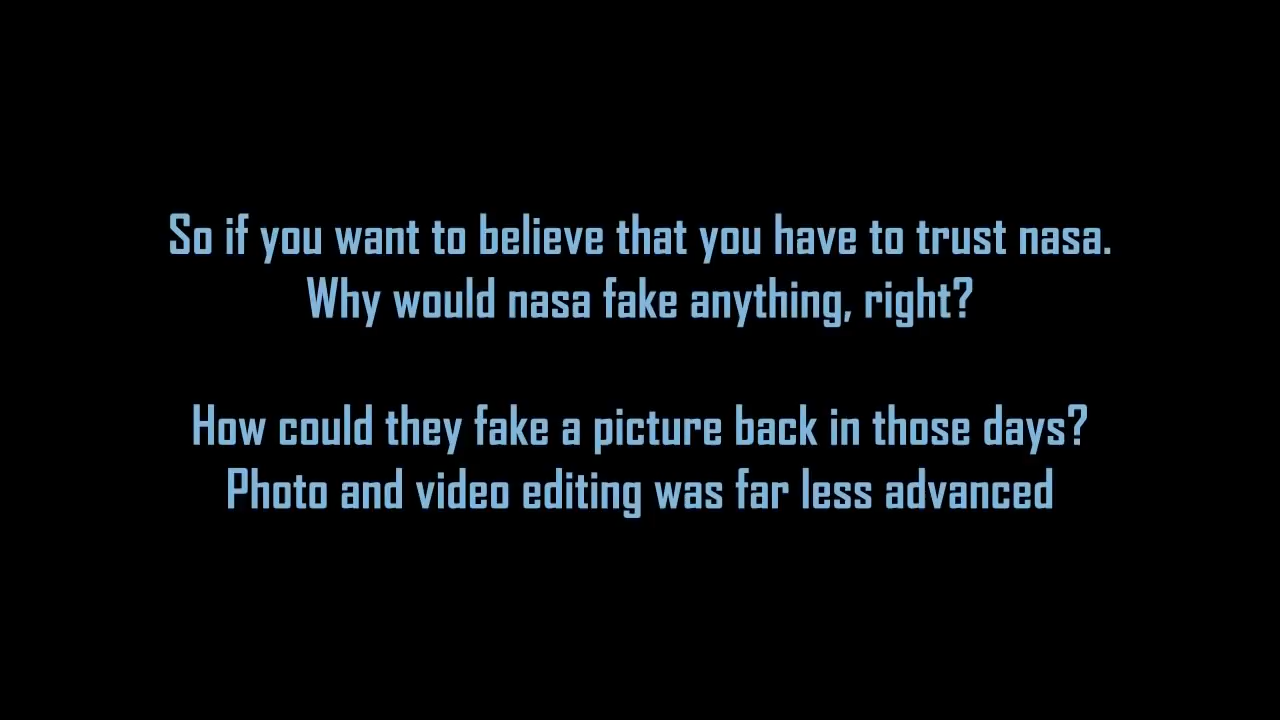 So if you want to believe that you have to trust nasa.
Why would nasa fake anything, right?
How could they fake a picture back in those days?
Photo and video editing was far less advanced